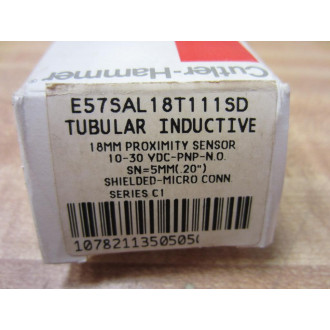 Cutler-Hammer
E57SAL18T111SD
TUBULAR INDUCTIVE
18MM PROXIMITY SENSOR
10-30 VDC-PNP-N.O.
SN=5MM(.20")
SHIELDED-MICRO CONN.
SERIES C1
1078211350505